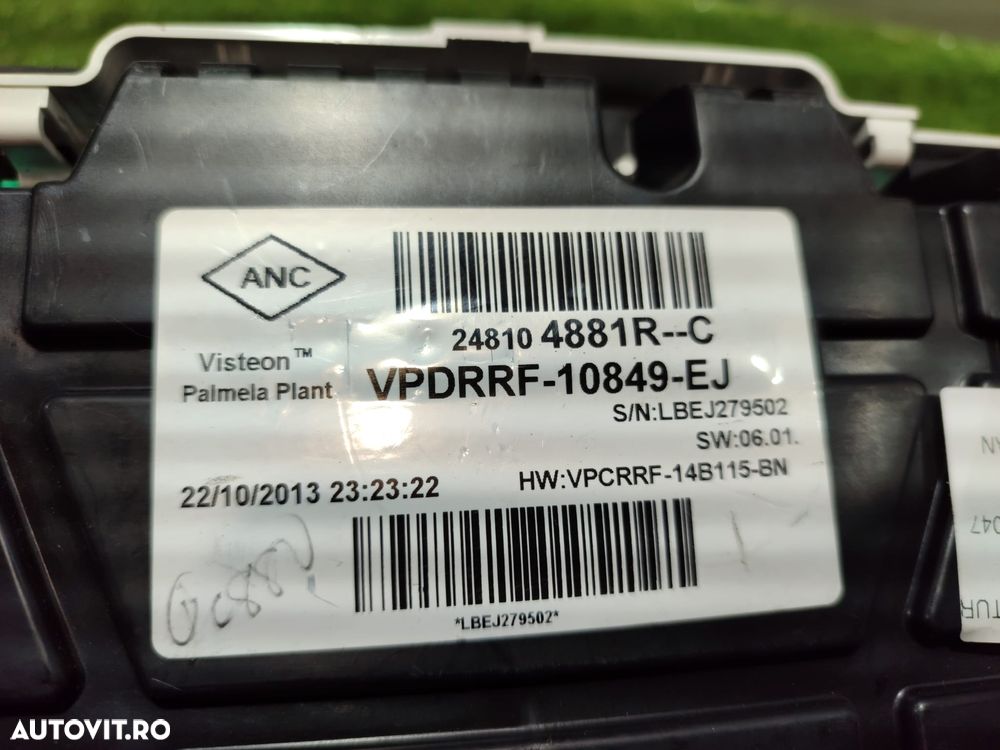 ANC
24810 4881R--C
Visteon™
Palmela Plant
VPDRRF-10849-EJ
S/N:LBEJ279502
SW:06.01.
HW:VPCRRF-14B115-BN
22/10/2013 23:23:22
*LBEJ279502*
AUTOVIT.RO